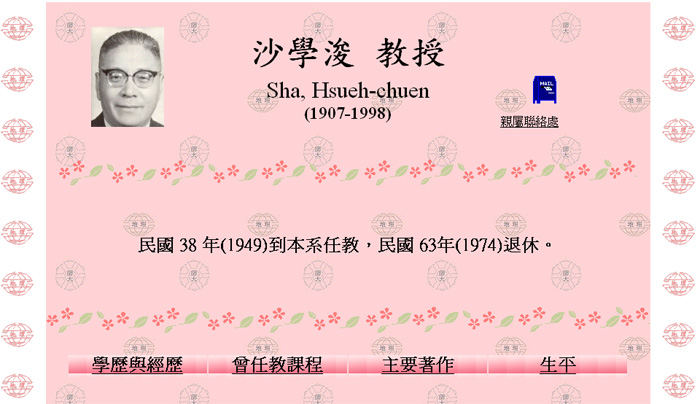 沙學浚 教授
Sha, Hsueh-chuen
(1907-1998)
MAIL
親屬聯絡處
民國 38 年(1949)到本系任教，民國 63年(1974)退休。
學歷與經歷
曾任教課程
主要著作
生平